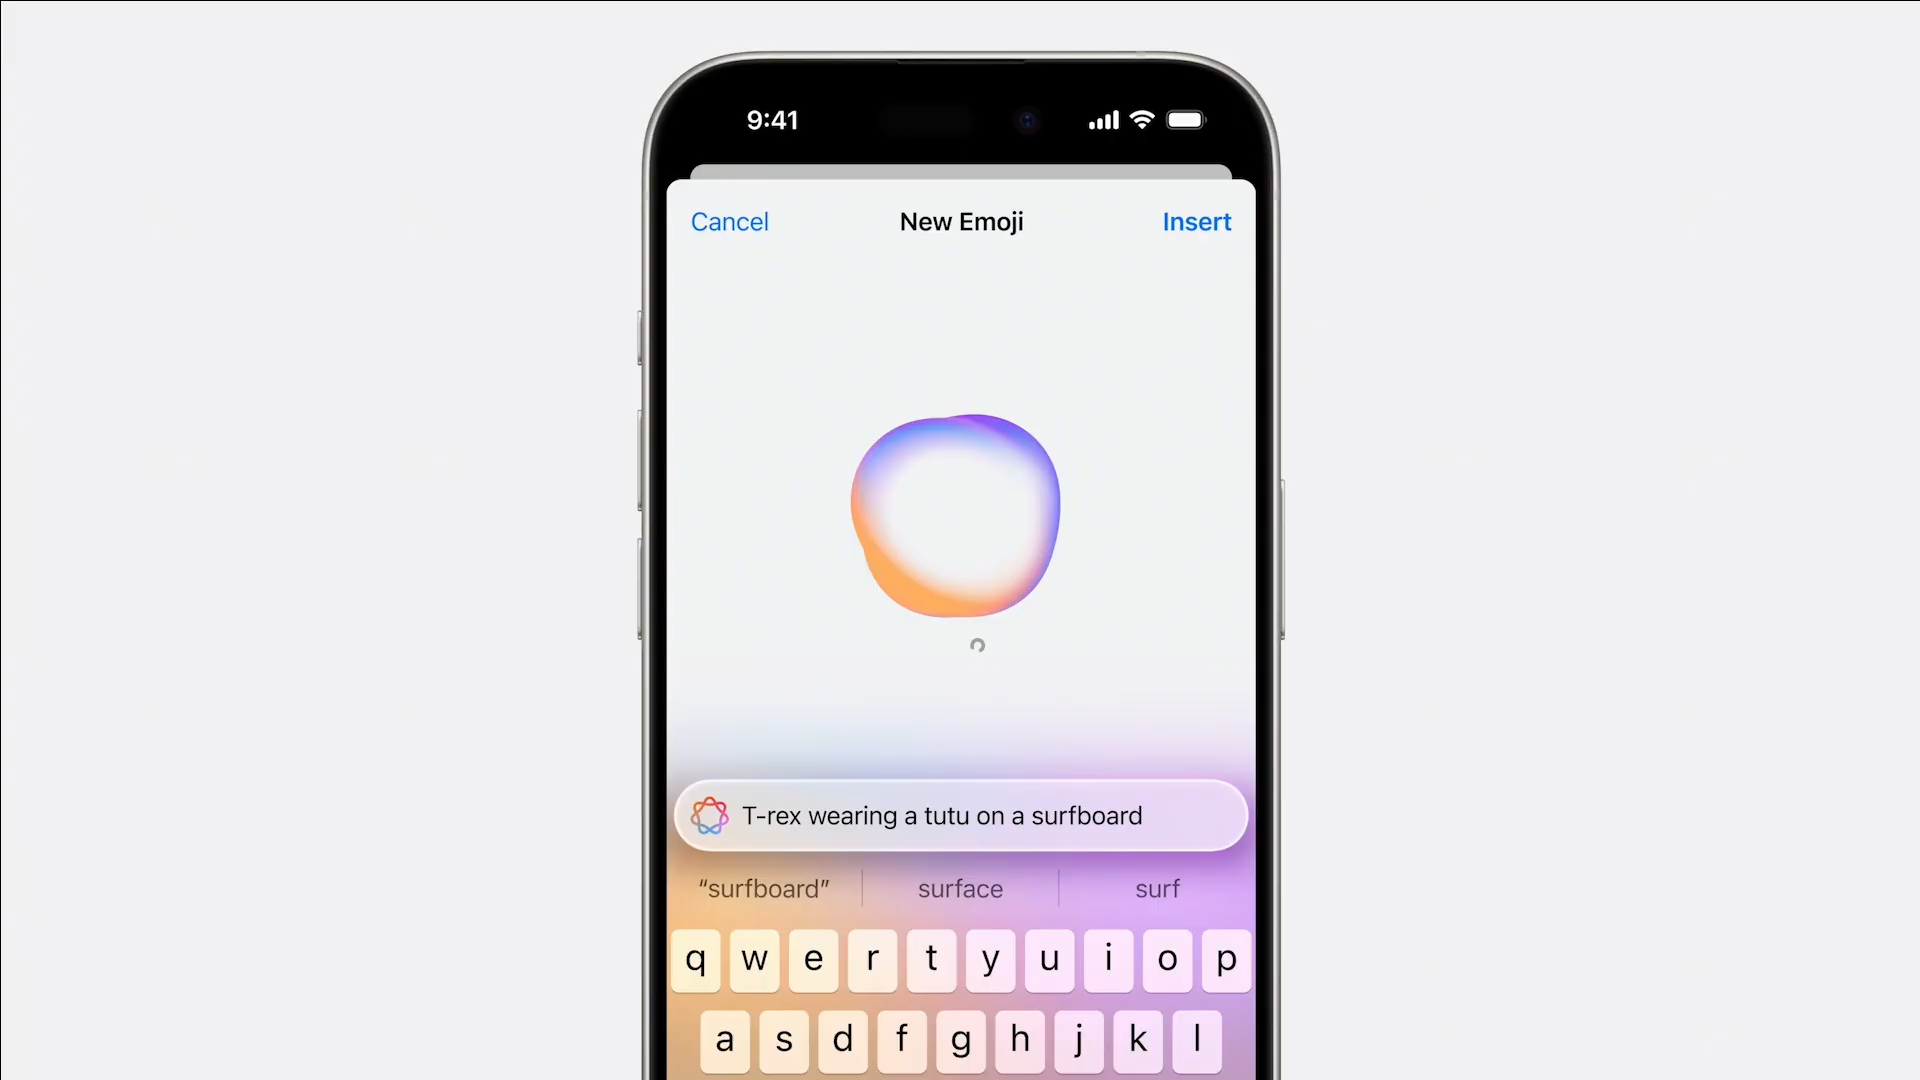 9:41
Cancel New Emoji Insert
T-rex wearing a tutu on a surfboard
“surfboard” surface surf
q w e r t y u i o p
a s d f g h j k l